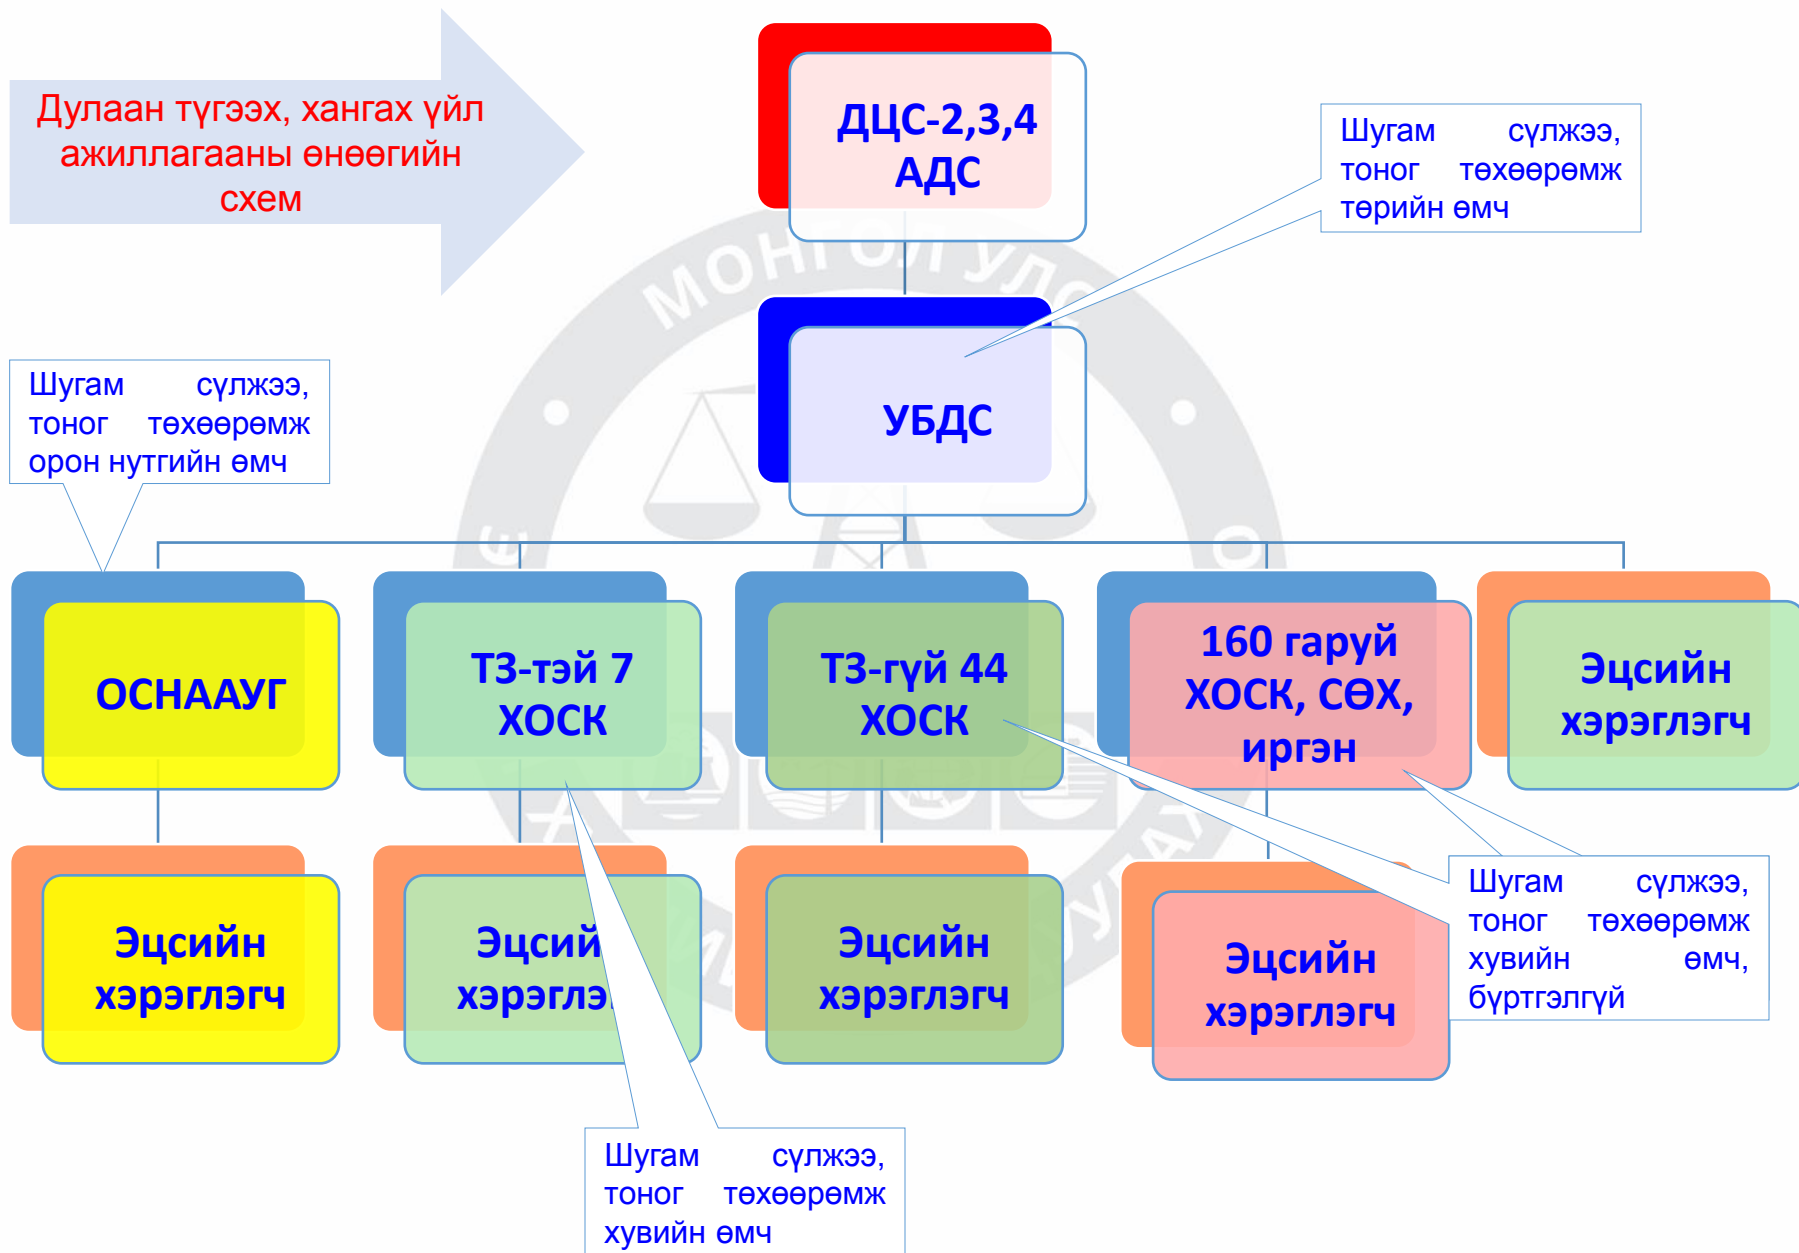 Дулаан түгээх, хангах үйл
ажиллагааны өнөөгийн
схем
ДЦС-2,3,4
АДС
Шугам сүлжээ,
тоног төхөөрөмж
төрийн өмч
МОНГОЛ УЛС
УБДС
Шугам сүлжээ,
тоног төхөөрөмж
орон нутгийн өмч
ОСНААУГ
ТЗ-тэй 7
ХОСК
ТЗ-гүй 44
ХОСК
160 гаруй
ХОСК, СӨХ,
иргэн
Эцсийн
хэрэглэгч
Эцсийн
хэрэглэгч
Эцсий
хэрэглэ
Эцсийн
хэрэглэгч
Эцсийн
хэрэглэгч
Шугам сүлжээ,
тоног төхөөрөмж
хувийн өмч,
бүртгэлгүй
Шугам сүлжээ,
тоног төхөөрөмж
хувийн өмч